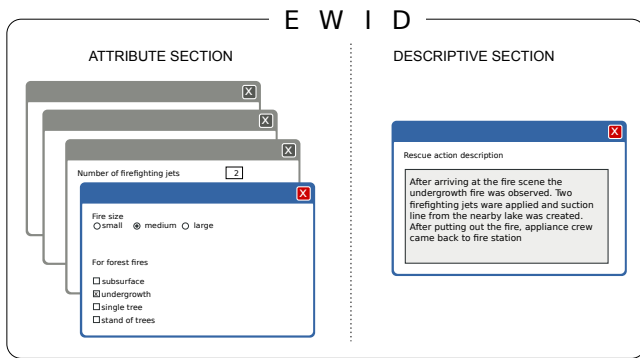 E W I D
ATTRIBUTE SECTION
X
X
X
Number of firefighting jets 2
X
Fire size
small medium large
For forest fires
subsurface
x undergrowth
single tree
stand of trees
DESCRIPTIVE SECTION
X
Rescue action description
After arriving at the fire scene the
undergrowth fire was observed. Two
firefighting jets ware applied and suction
line from the nearby lake was created.
After putting out the fire, appliance crew
came back to fire station